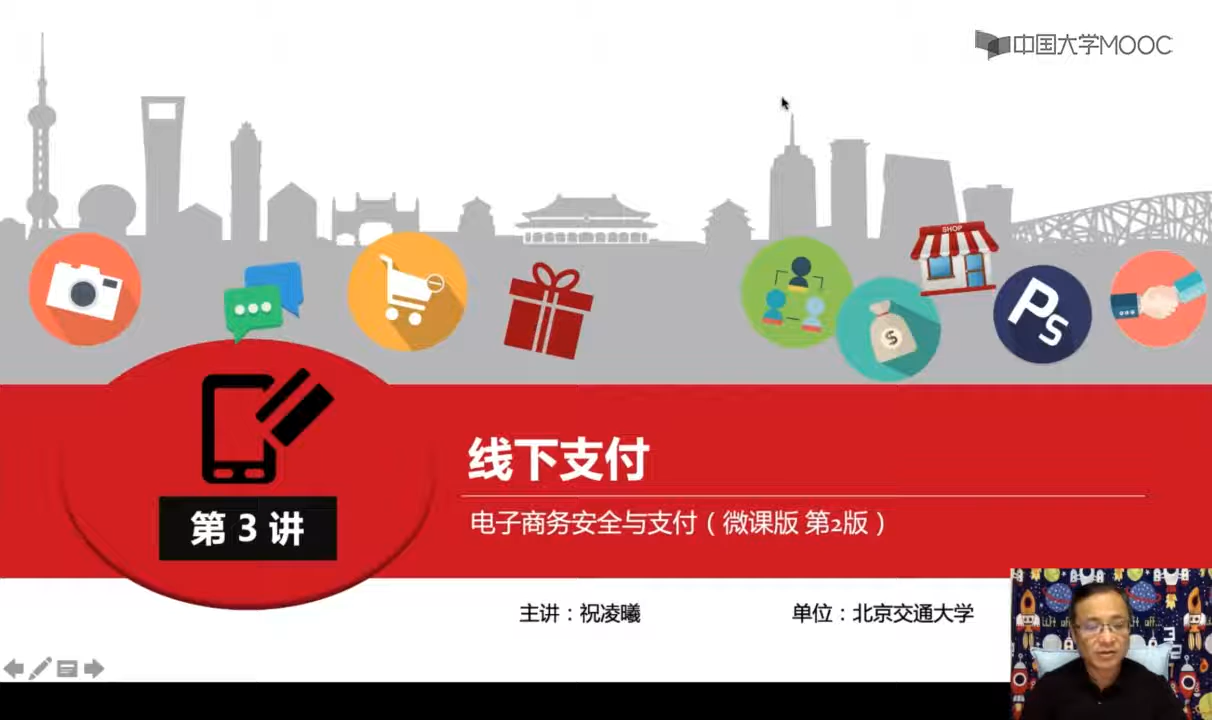 中国大学MOOC
SHOP
$
Ps
线下支付
第 3 讲
电子商务安全与支付（微课版 第2版）
主讲：祝凌曦
单位：北京交通大学